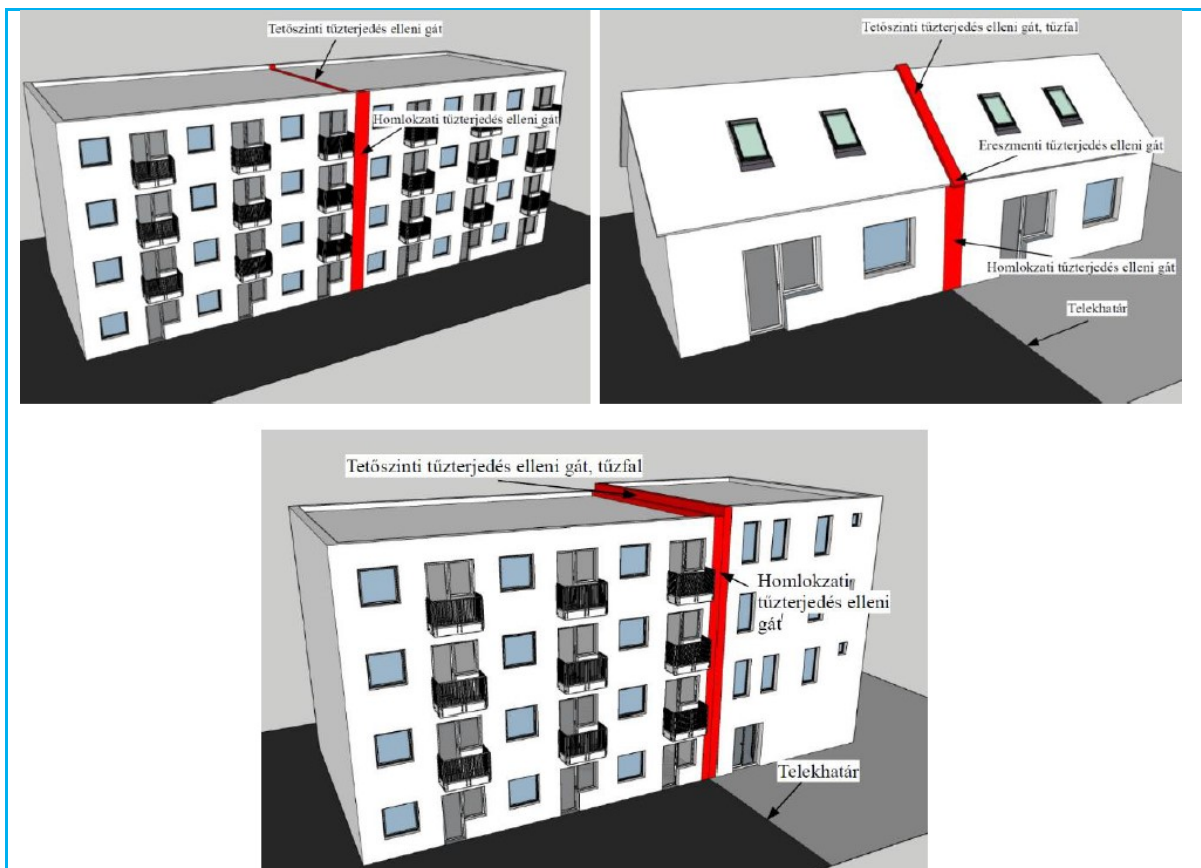 Tetőszinti tűzterjedés elleni gát
Homlokzati tűzterjedés elleni gát
Tetőszinti tűzterjedés elleni gát, tűzfal
Ereszmenti tűzterjedés elleni gát
Homlokzati tűzterjedés elleni gát
Telekhatár
Tetőszinti tűzterjedés elleni gát, tűzfal
Homlokzati
tűzterjedés elleni
gát
Telekhatár